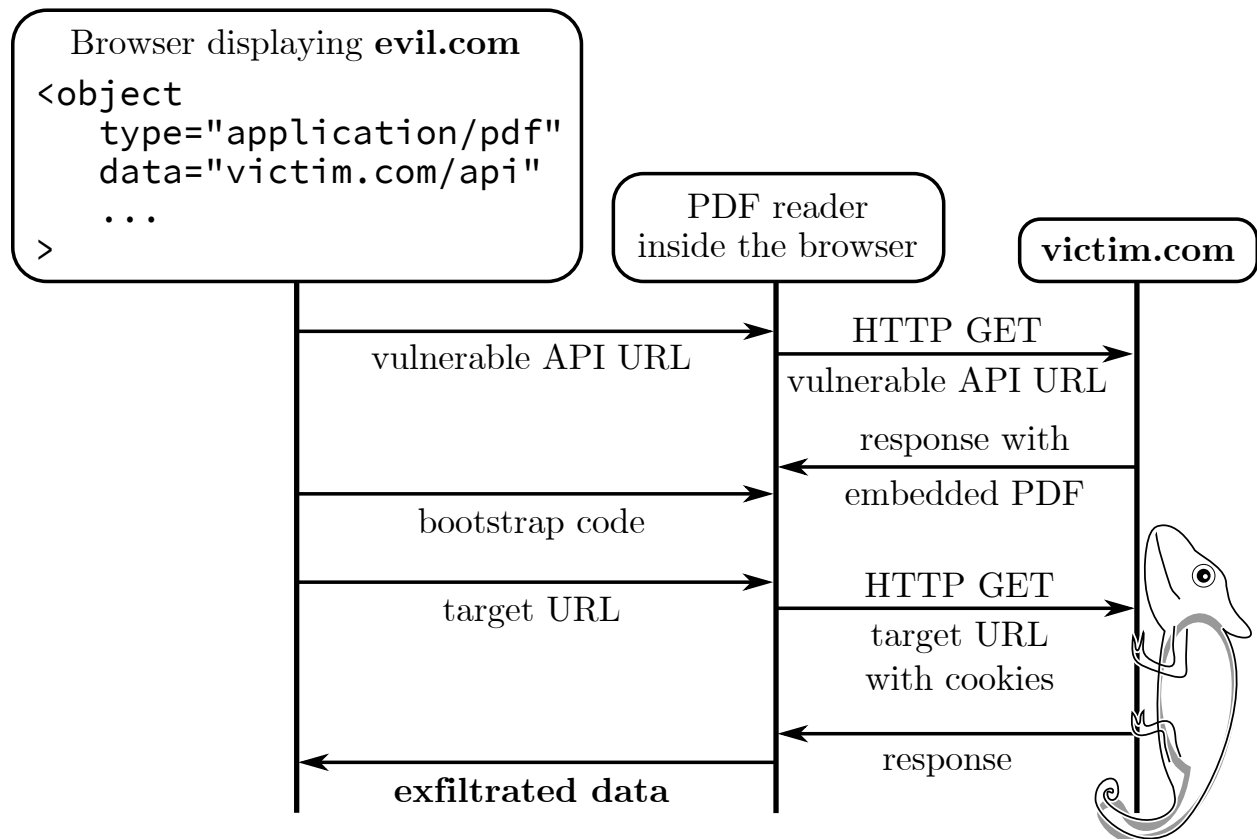 Browser displaying evil.com
<object
type="application/pdf"
data="victim.com/api"
...
>
PDF reader
inside the browser
victim.com
vulnerable API URL
HTTP GET
vulnerable API URL
response with
embedded PDF
bootstrap code
target URL
HTTP GET
target URL
with cookies
response
exfiltrated data